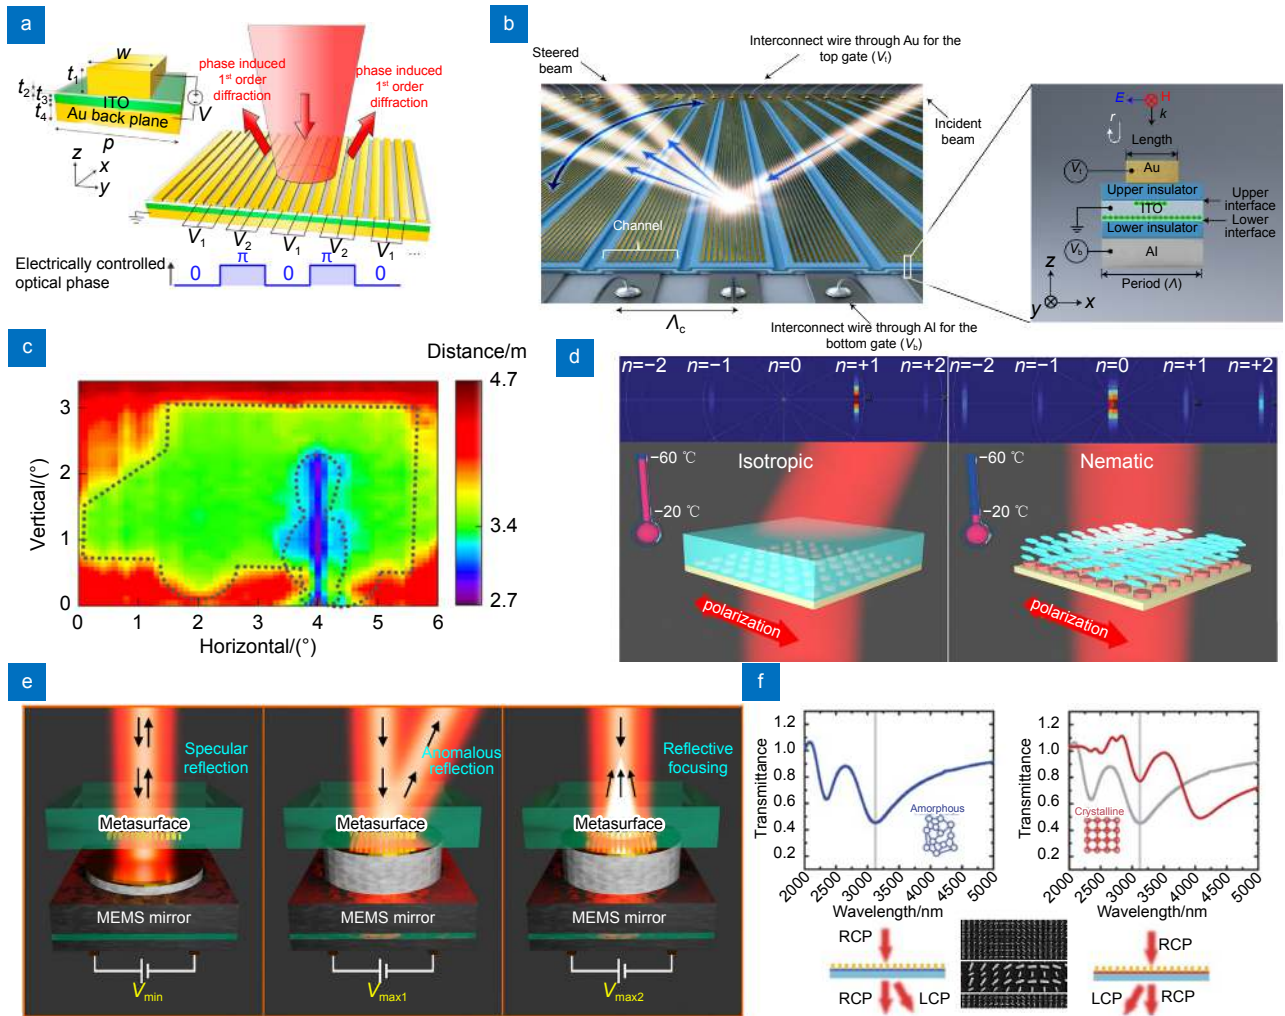 a
w
t1
t2
t3
t4
ITO
Au back plane
V
p
z
x
y
phase induced
1st order
diffraction
phase induced
1st order
diffraction
V1
V2
V1
V2
V1
...
Electrically controlled
optical phase
0
π
0
π
0
b
Steered
beam
Interconnect wire through Au for the
top gate (Vt)
Incident
beam
Channel
Λc
Interconnect wire through Al for the
bottom gate (Vb)
E
H
k
r
Length
Vt
Au
Upper insulator
ITO
Lower insulator
Upper
interface
Lower
interface
Vb
Al
Period (Λ)
z
y
x
c
Distance/m
4.7
3.4
2.7
Vertical/(°)
3
2
1
0
0
1
2
3
4
5
6
Horizontal/(°)
d
n=−2
n=−1
n=0
n=+1
n=+2
n=−2
n=−1
n=0
n=+1
n=+2
−60 ℃
−20 ℃
Isotropic
polarization
−60 ℃
−20 ℃
Nematic
polarization
e
Specular
reflection
Metasurface
MEMS mirror
Vmin
Anomalous
reflection
Metasurface
MEMS mirror
Vmax1
Reflective
focusing
Metasurface
MEMS mirror
Vmax2
f
Transmittance
1.2
1.0
0.8
0.6
0.4
0.2
Amorphous
2000
2500
3000
3500
4000
4500
5000
Wavelength/nm
Transmittance
1.2
1.0
0.8
0.6
0.4
0.2
Crystalline
2000
2500
3000
3500
4000
4500
5000
Wavelength/nm
RCP
RCP
LCP
RCP
LCP
RCP